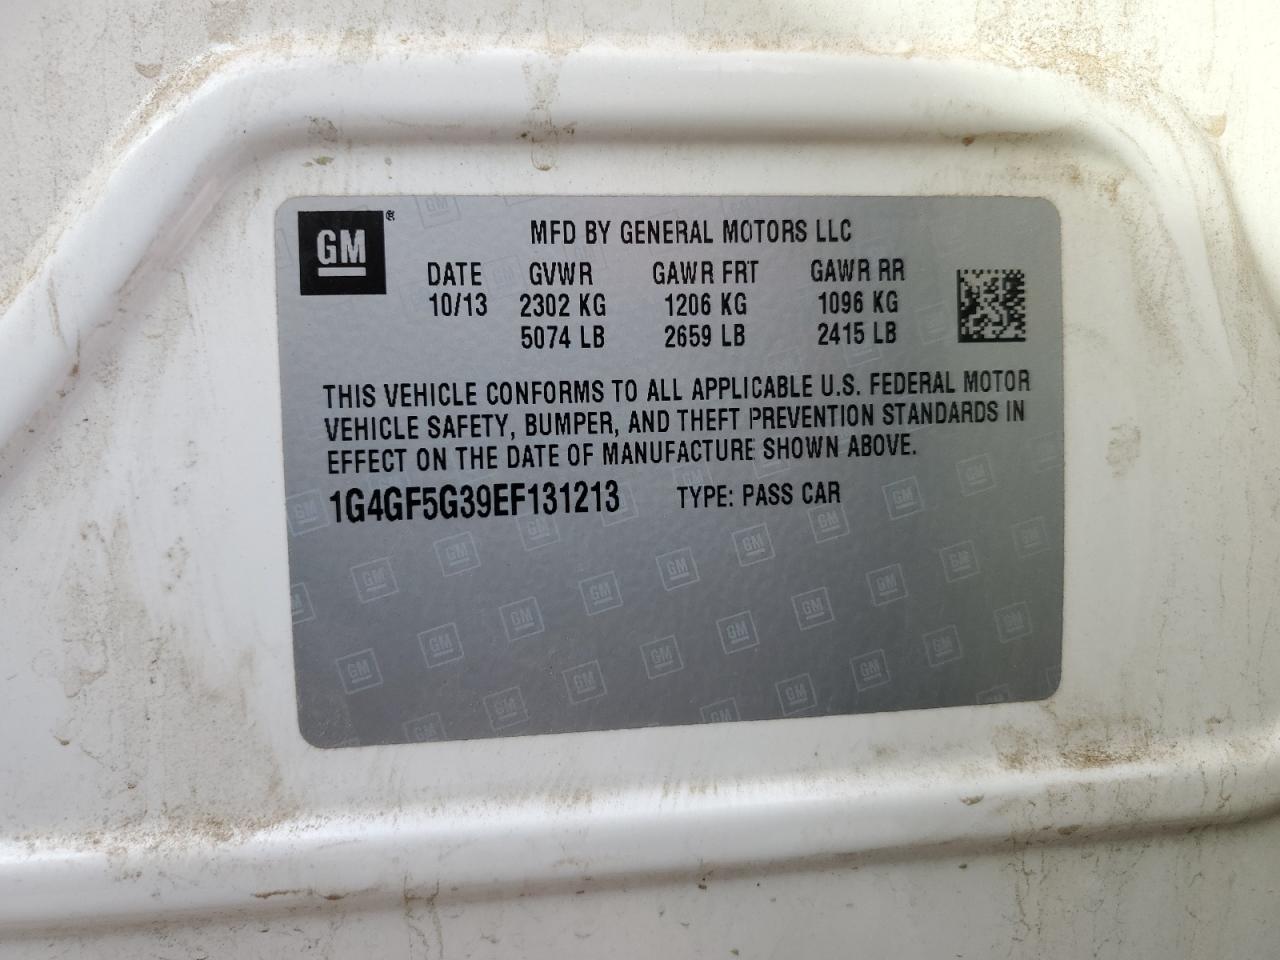 GM®
MFD BY GENERAL MOTORS LLC
DATE GVWR GAWR FRT GAWR RR
10/13 2302 KG 1206 KG 1096 KG
5074 LB 2659 LB 2415 LB
THIS VEHICLE CONFORMS TO ALL APPLICABLE U.S. FEDERAL MOTOR
VEHICLE SAFETY, BUMPER, AND THEFT PREVENTION STANDARDS IN
EFFECT ON THE DATE OF MANUFACTURE SHOWN ABOVE.
1G4GF5G39EF131213 TYPE: PASS CAR